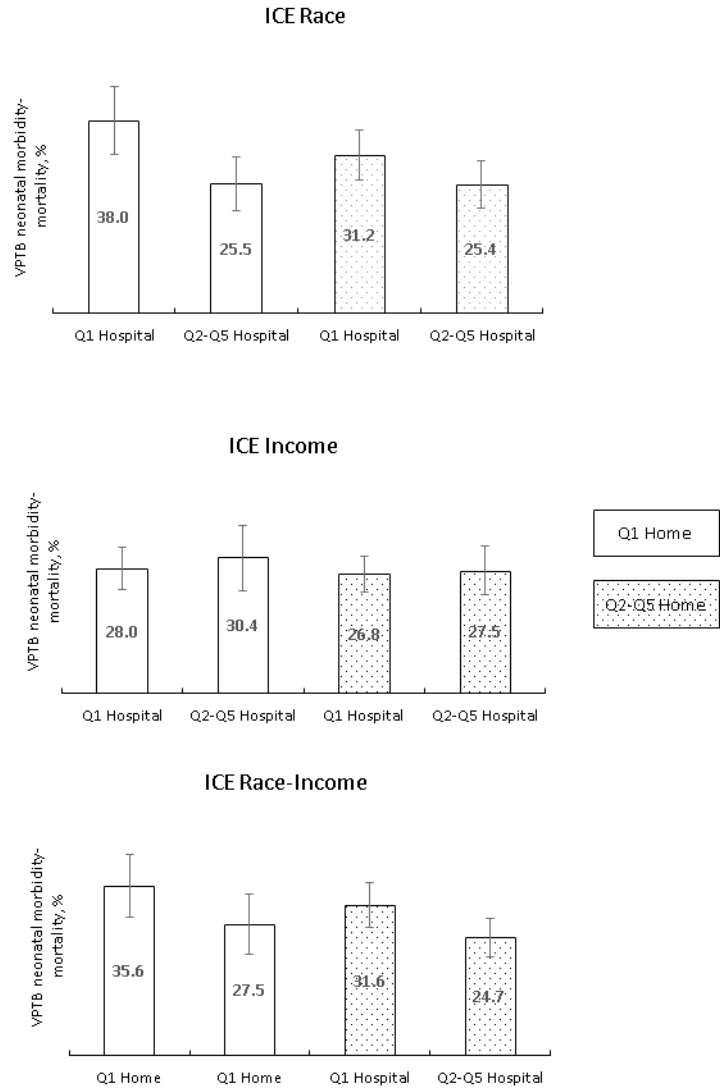 ICE Race
VPTB neonatal morbidity-
mortality, %
38.0
25.5
31.2
25.4
Q1 Hospital
Q2-Q5 Hospital
Q1 Hospital
Q2-Q5 Hospital
ICE Income
VPTB neonatal morbidity-
mortality, %
28.0
30.4
26.8
27.5
Q1 Hospital
Q2-Q5 Hospital
Q1 Hospital
Q2-Q5 Hospital
Q1 Home
Q2-Q5 Home
ICE Race-Income
VPTB neonatal morbidity-
mortality, %
35.6
27.5
31.6
24.7
Q1 Home
Q1 Home
Q1 Hospital
Q2-Q5 Hospital